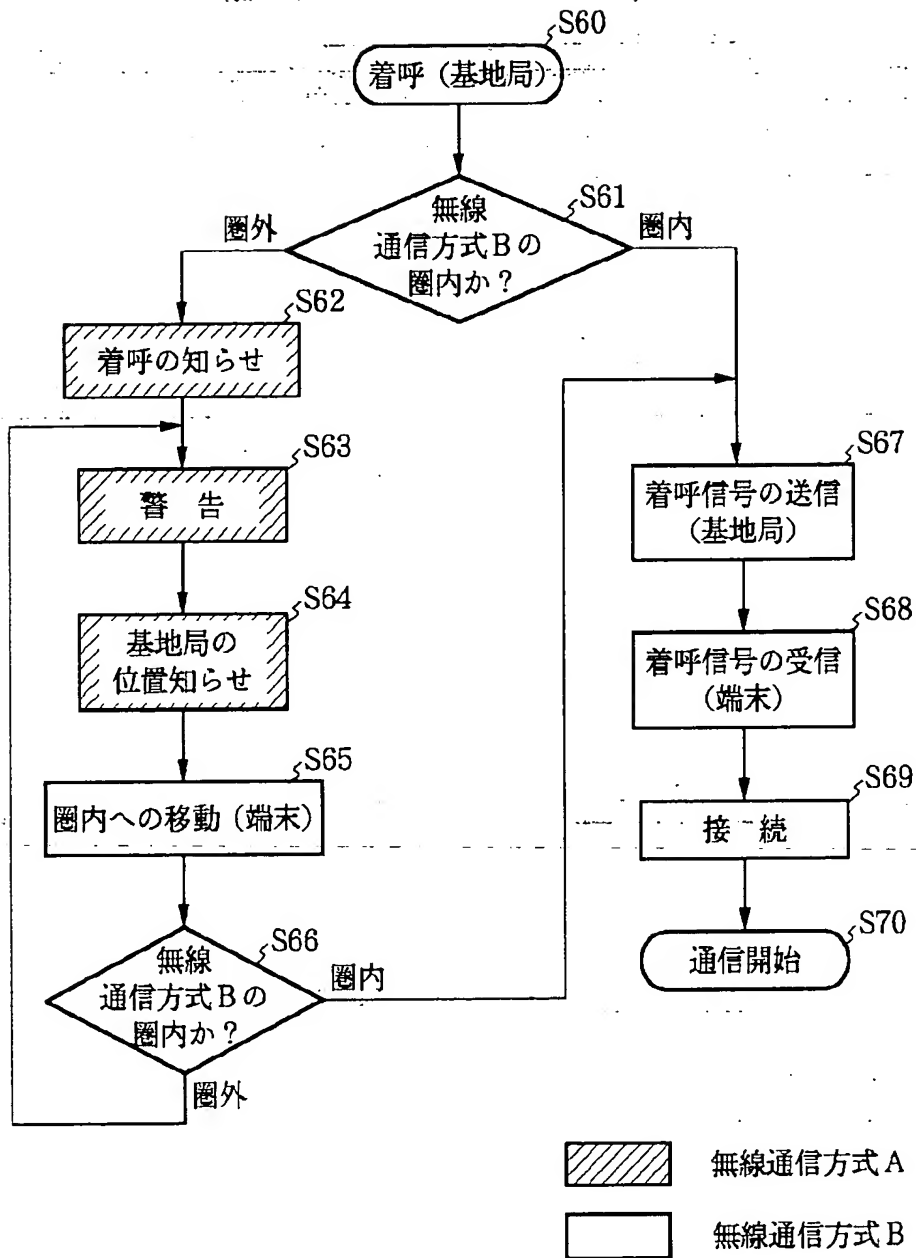 S60
着呼（基地局）
S61
無線
通信方式Bの
圏内か？
圏外
圏内
S62
着呼の知らせ
S63
警 告
S64
基地局の
位置知らせ
S65
圏内への移動（端末）
S66
無線
通信方式Bの
圏内か？
圏内
圏外
S67
着呼信号の送信
（基地局）
S68
着呼信号の受信
（端末）
S69
接 続
S70
通信開始
無線通信方式A
無線通信方式B